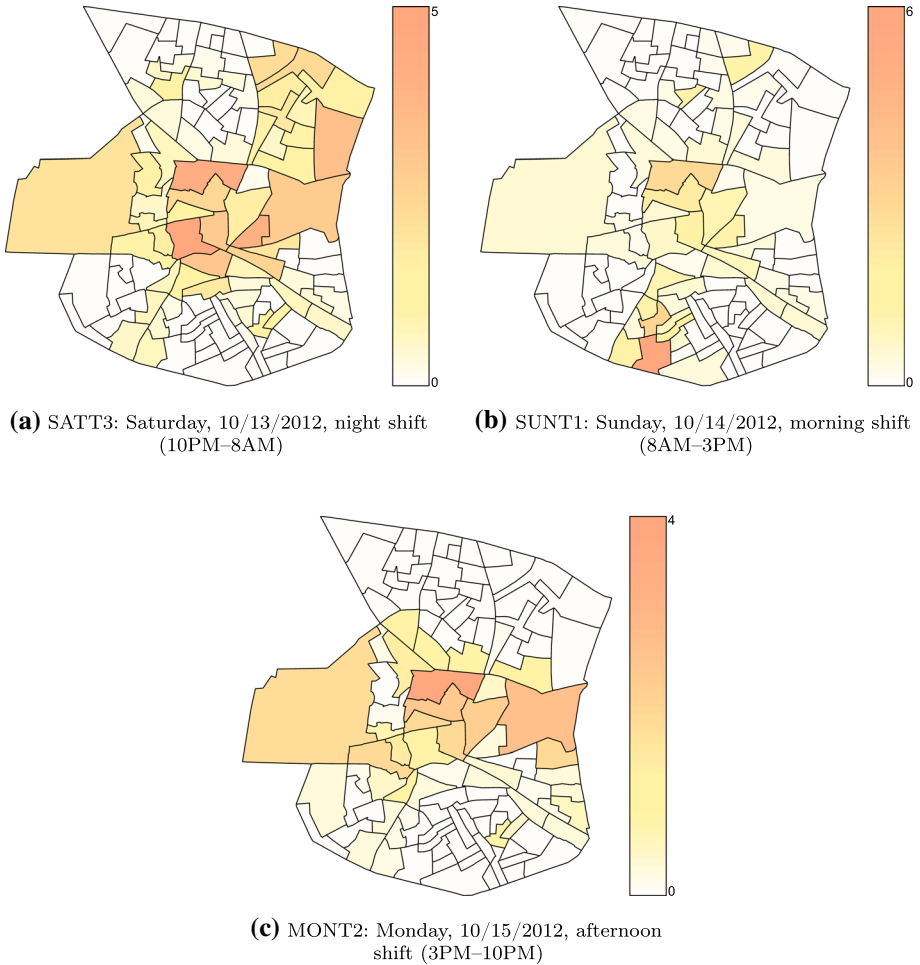 5
6
0
0
(a) SATT3: Saturday, 10/13/2012, night shift
(10PM–8AM)
(b) SUNT1: Sunday, 10/14/2012, morning shift
(8AM–3PM)
4
0
(c) MONT2: Monday, 10/15/2012, afternoon
shift (3PM–10PM)